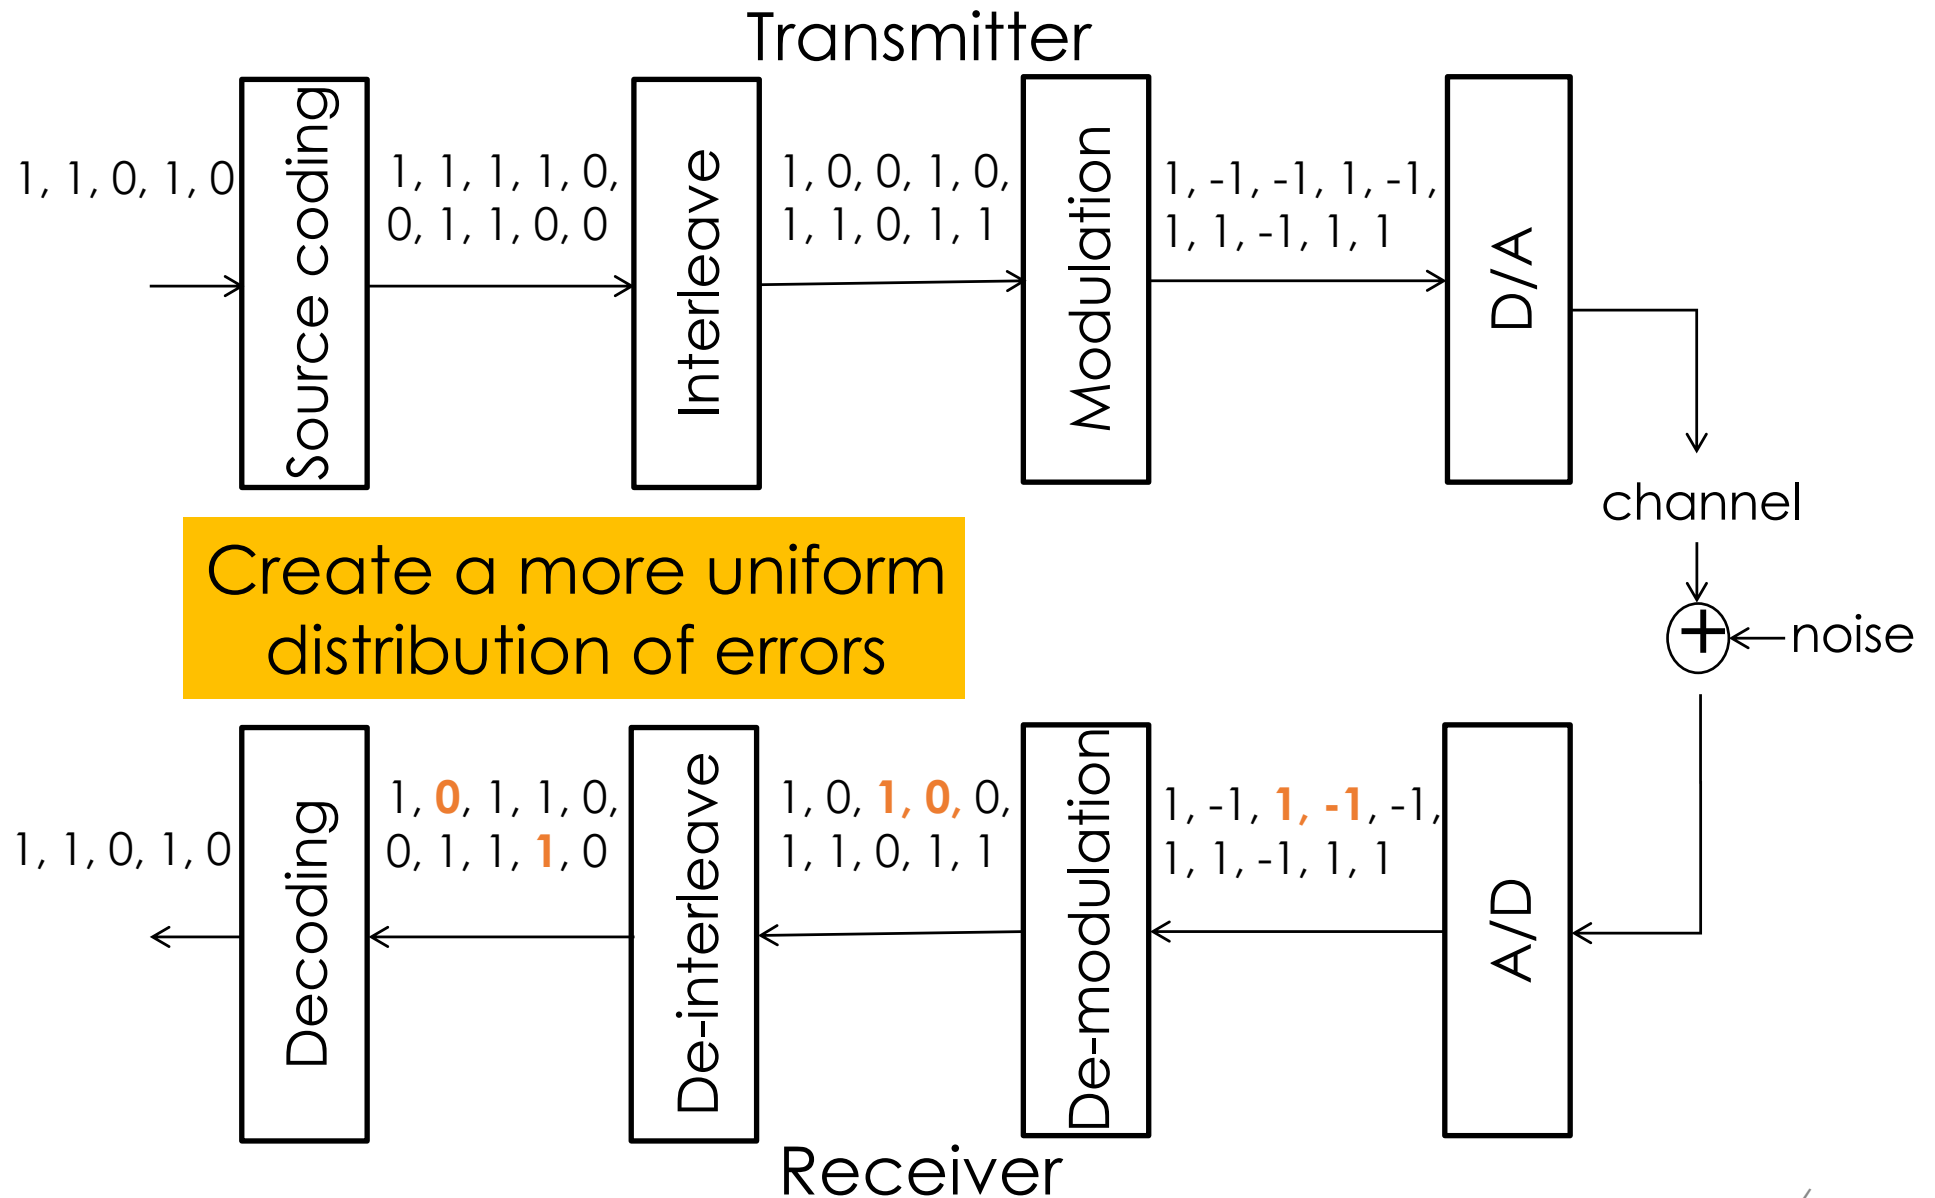 Transmitter
1, 1, 0, 1, 0
Source coding
1, 1, 1, 1, 0,
0, 1, 1, 0, 0
Interleave
1, 0, 0, 1, 0,
1, 1, 0, 1, 1
Modulation
1, -1, -1, 1, -1,
1, 1, -1, 1, 1
D/A
channel
+
noise
Create a more uniform
distribution of errors
1, 1, 0, 1, 0
Decoding
1, 0, 1, 1, 0,
0, 1, 1, 1, 0
De-interleave
1, 0, 1, 0, 0,
1, 1, 0, 1, 1
De-modulation
1, -1, 1, -1, -1,
1, 1, -1, 1, 1
A/D
Receiver